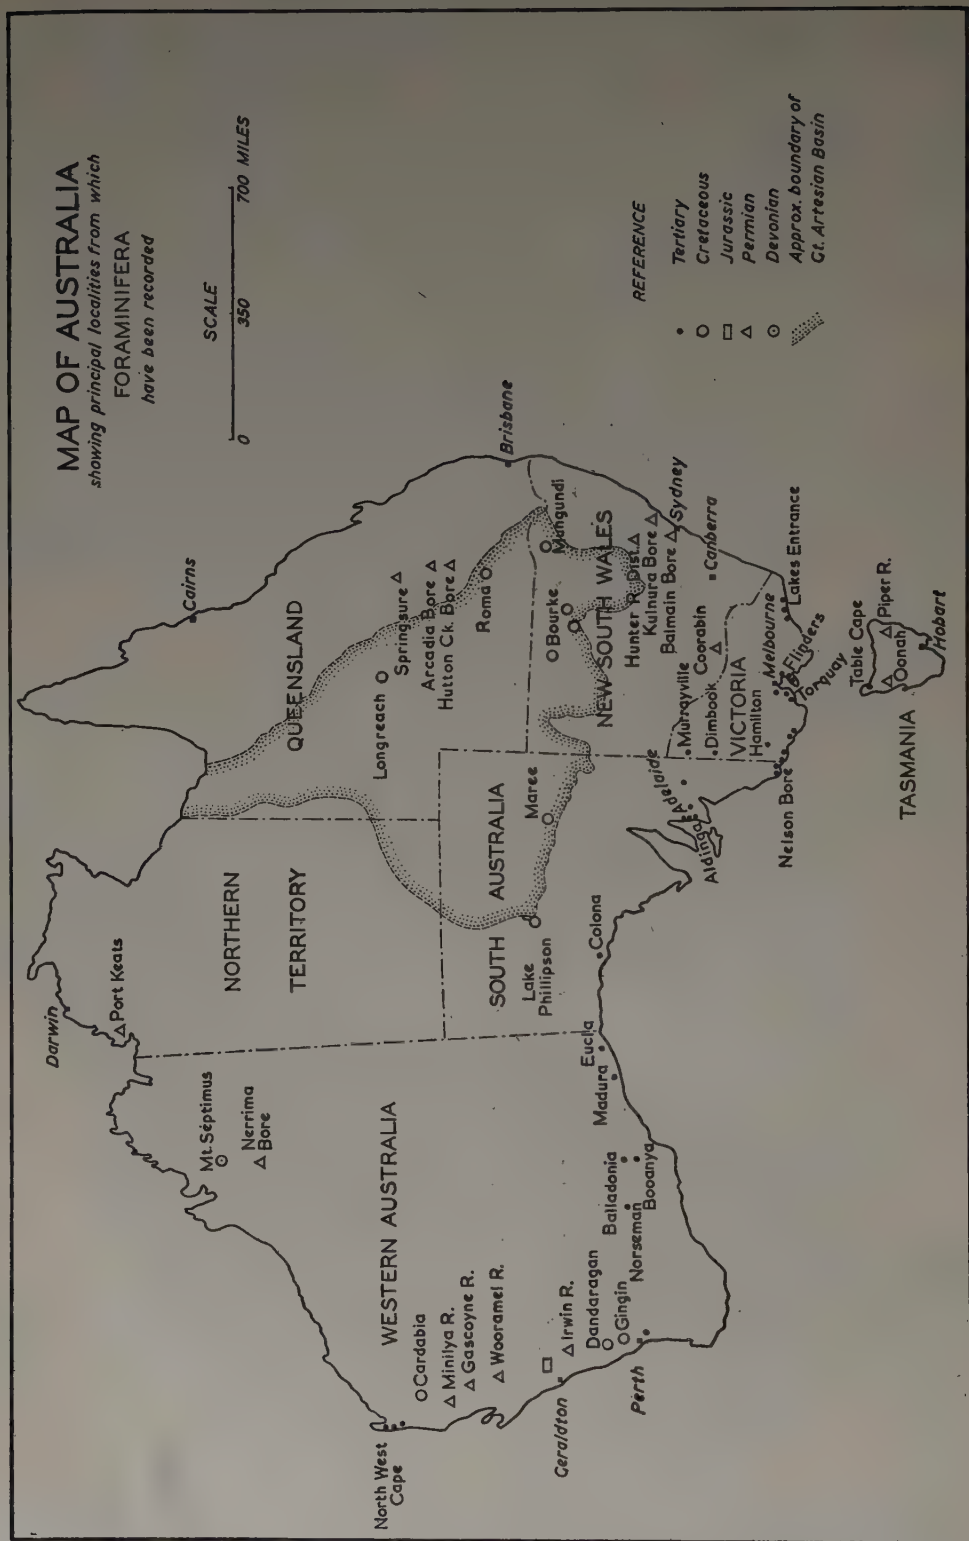 MAP OF AUSTRALIA
showing principal localities from which
FORAMINIFERA
have been recorded
SCALE
0 350 700 MILES
REFERENCE
Tertiary
Cretaceous
Jurassic
Permian
Devonian
Approx. boundary of
Gt. Artesian Basin
Darwin
Port Keats
Mt. Septimus
Nerrima
Bore
NORTHERN
TERRITORY
Cairns
QUEENSLAND
Longreach
Springsure
Arcadia Bore
Hutton Ck. Bore
Roma
Brisbane
WESTERN AUSTRALIA
North West
Cape
Cardabia
Minilya R.
Gascoyne R.
Wooramel R.
Geraldton
Irwin R.
Dandaragan
Gingin
Perth
Norseman
Balladonia
Booanya
Madura
Eucla
SOUTH AUSTRALIA
Lake
Phillipson
Maree
Colona
Aldinga
Adelaide
Mungundi
Bourke
NEW SOUTH WALES
Hunter R. Dist.
Kulnura Bore
Balmain Bore
Sydney
Canberra
Coorabin
Murrayville
Dimbook
VICTORIA
Hamilton
Melbourne
Lakes Entrance
Flinders
Torquay
Nelson Bore
Table Cape
Piper R.
Oonah
Hobart
TASMANIA